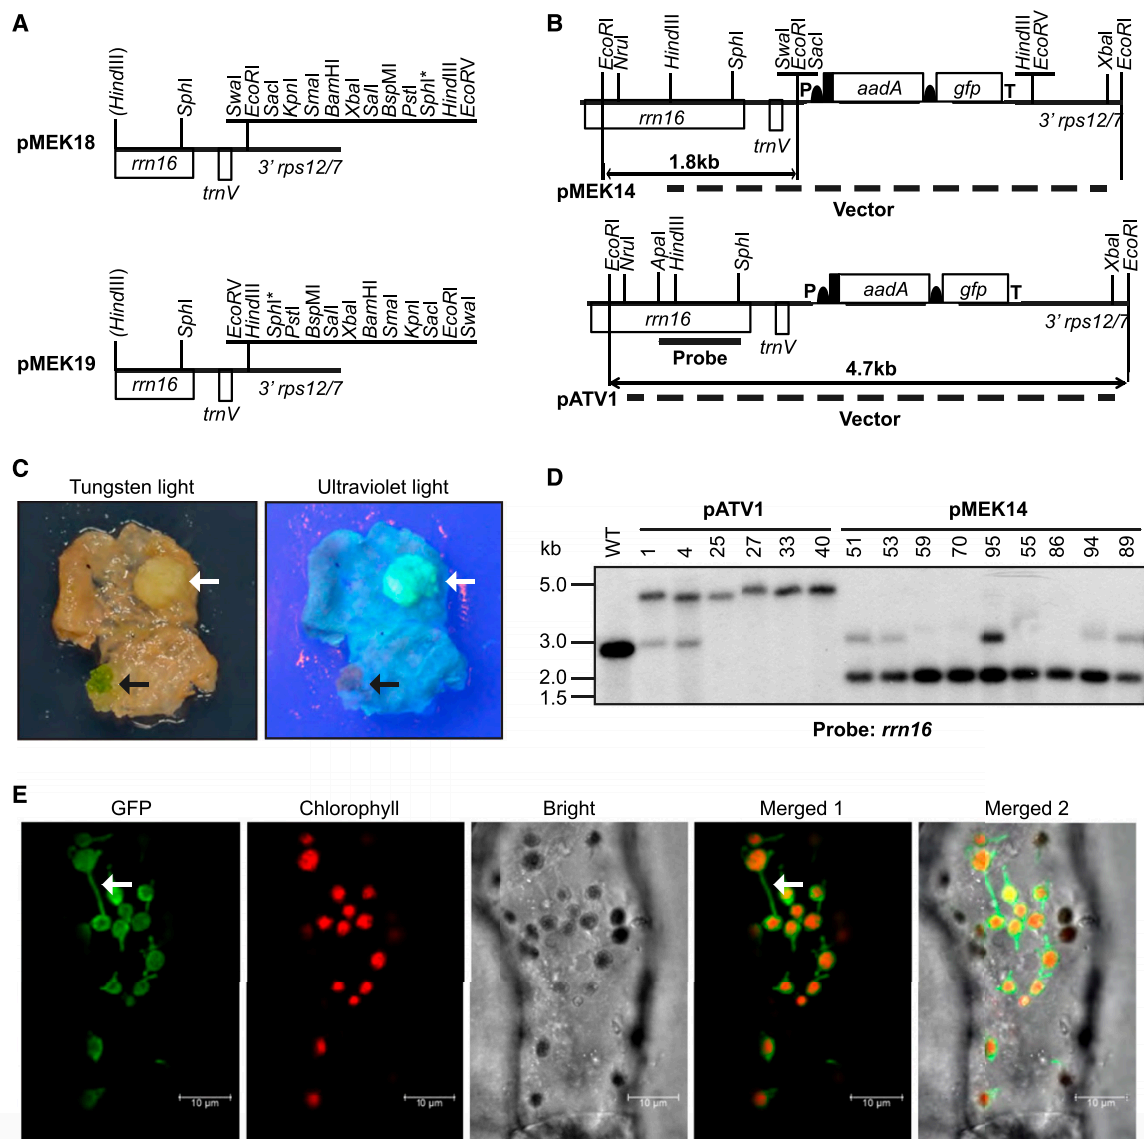 A
(HindIII)
SphI
SwaI
EcoRI
SacI
KpnI
SmaI
BamHI
XbaI
SalI
BspMI
PstI
SphI*
HindIII
EcoRV
pMEK18
rrn16
trnV
3' rps12/7
(HindIII)
SphI
EcoRV
HindIII
SphI*
PstI
BspMI
SalI
XbaI
BamHI
SmaI
KpnI
SacI
EcoRI
SwaI
pMEK19
rrn16
trnV
3' rps12/7
B
EcoRI
NruI
HindIII
SphI
SwaI
EcoRI
SacI
HindIII
EcoRV
XbaI
EcoRI
P
aadA
gfp
T
rrn16
trnV
3' rps12/7
1.8kb
pMEK14
Vector
EcoRI
NruI
ApaI
HindIII
SphI
XbaI
EcoRI
P
aadA
gfp
T
rrn16
trnV
3' rps12/7
Probe
4.7kb
pATV1
Vector
C
Tungsten light
Ultraviolet light
D
pATV1
pMEK14
kb
WT
1
4
25
27
33
40
51
53
59
70
95
55
86
94
89
5.0
3.0
2.0
1.5
Probe: rrn16
E
GFP
Chlorophyll
Bright
Merged 1
Merged 2
10 µm
10 µm
10 µm
10 µm
10 µm